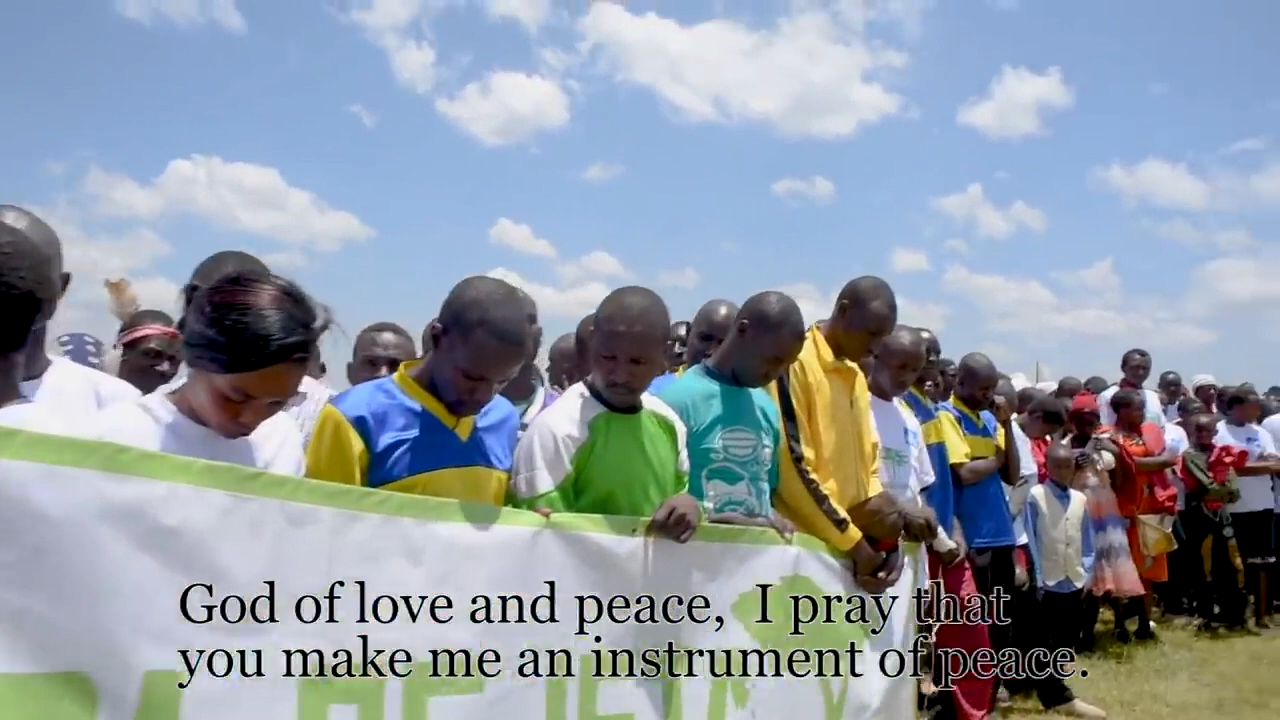 God of love and peace, I pray that
you make me an instrument of peace.